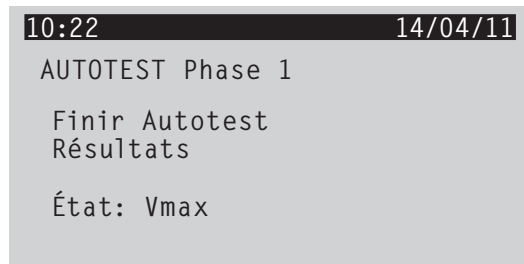 10:22 14/04/11
AUTOTEST Phase 1
Finir Autotest
Résultats
État: Vmax